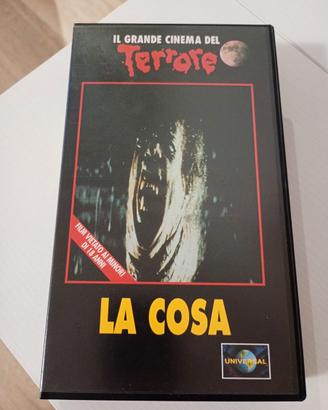 IL GRANDE CINEMA DEL
Terrore
FILM VIETATO AI MINORI
DI 18 ANNI
LA COSA
UNIVERSAL